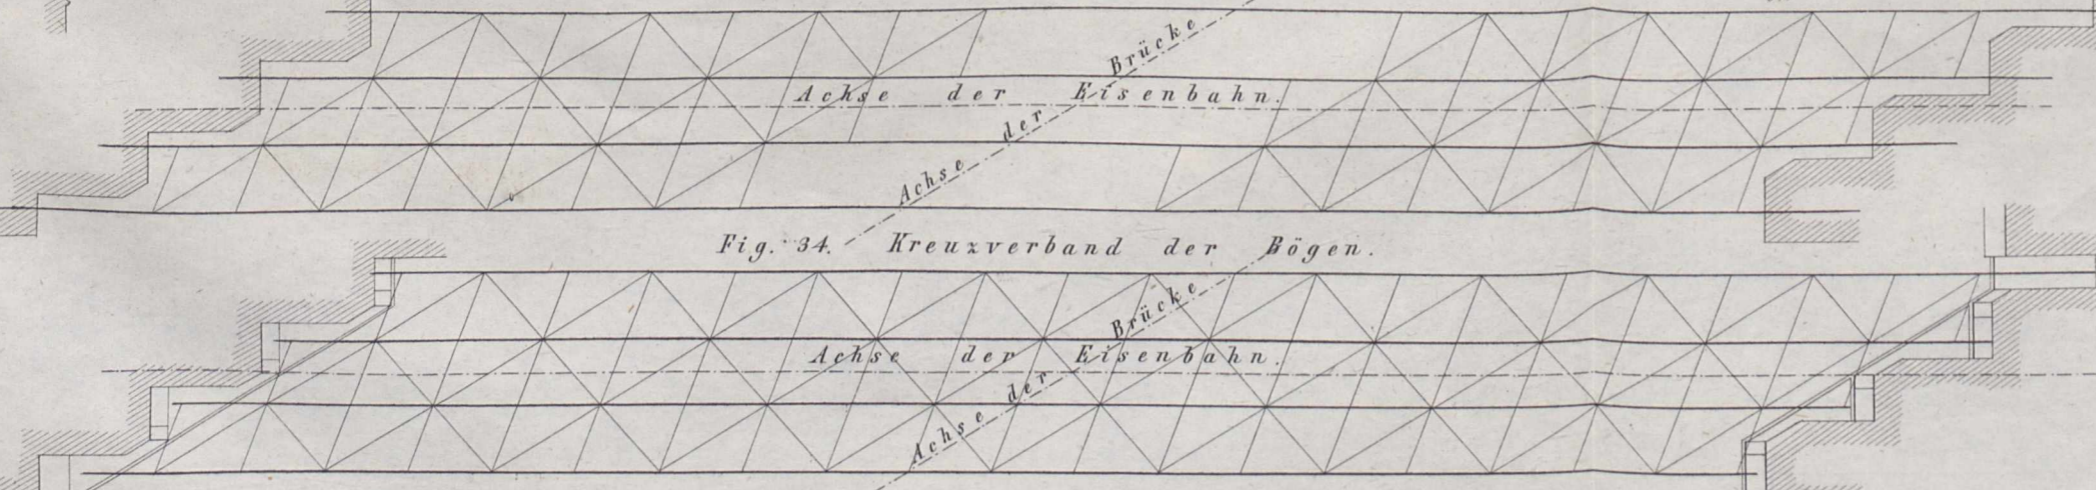 Achse der Eisenbahn.
Achse der Brücke
Fig. 34. Kreuzverband der Bögen.
Achse der Eisenbahn.
Achse der Brücke